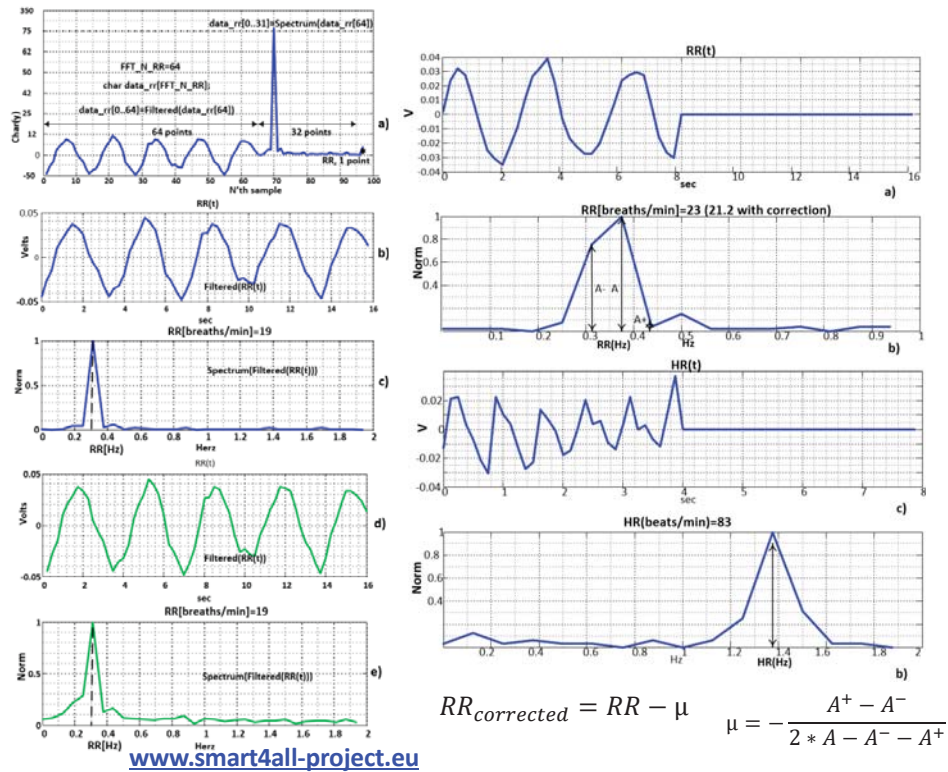 data_rr[0..31]=Spectrum(data_rr[64])
FFT_N_RR=64
char data_rr[FFT_N_RR];
data_rr[0..64]=Filtered(data_rr[64])
64 points
32 points
RR, 1 point
Char(y)
350
75
50
25
12
0
-50
0 10 20 30 40 50 60 70 80 90 100
N'th sample
a)
RR(t)
Volts
0.05
0
-0.05
Filtered(RR(t))
0 2 4 6 8 10 12 14 16
sec
b)
RR[breaths/min]=19
Norm
1
0.5
0
Spectrum(Filtered(RR(t)))
0 0.2 0.4 0.6 0.8 1 1.2 1.4 1.6 1.8 2
RR[Hz] Herz
c)
RR(t)
Volts
0.05
0
-0.05
Filtered(RR(t))
0 2 4 6 8 10 12 14 16
sec
d)
RR[breaths/min]=19
Norm
1
0.5
0
Spectrum(Filtered(RR(t)))
0 0.2 0.4 0.6 0.8 1 1.2 1.4 1.6 1.8 2
RR[Hz] Herz
e)
www.smart4all-project.eu
RR(t)
V
0.04
0.03
0.02
0.01
0
-0.01
-0.02
-0.03
-0.04
0 2 4 6 8 10 12 14 16
sec
a)
RR[breaths/min]=23 (21.2 with correction)
Norm
1
0.8
0.6
0.4
A- A
A+
0.1 0.2 0.3 0.4 0.5 0.6 0.7 0.8 0.9
RR(Hz) Hz
b)
HR(t)
V
0.02
0
-0.02
-0.04
0 1 2 3 4 5 6 7 8
sec
c)
HR(beats/min)=83
Norm
1
0.8
0.6
0.4
0.2 0.4 0.6 0.8 1 1.2 1.4 1.6 1.8 2
Hz HR(Hz)
b)
RR_corrected = RR − μ
μ = − (A⁺ − A⁻) / (2 * A − A⁻ − A⁺)